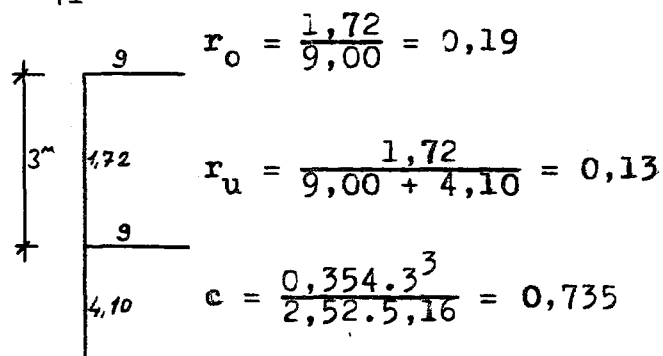 r_o = 1,72 / 9,00 = 0,19
9
3m
1,72
r_u = 1,72 / 9,00 + 4,10 = 0,13
9
4,10
c = 0,354.3^3 / 2,52.5,16 = 0,735